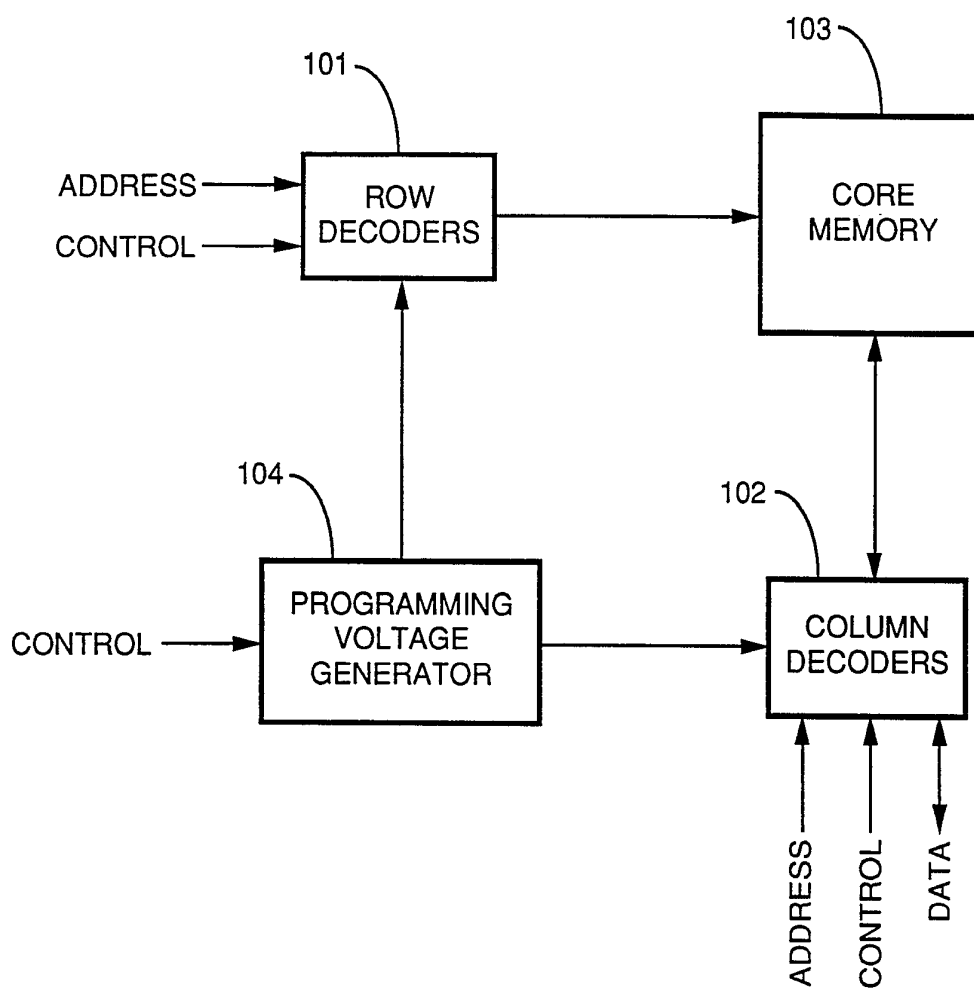 103
101
ADDRESS
CONTROL
ROW
DECODERS
CORE
MEMORY
104
102
CONTROL
PROGRAMMING
VOLTAGE
GENERATOR
COLUMN
DECODERS
ADDRESS
CONTROL
DATA